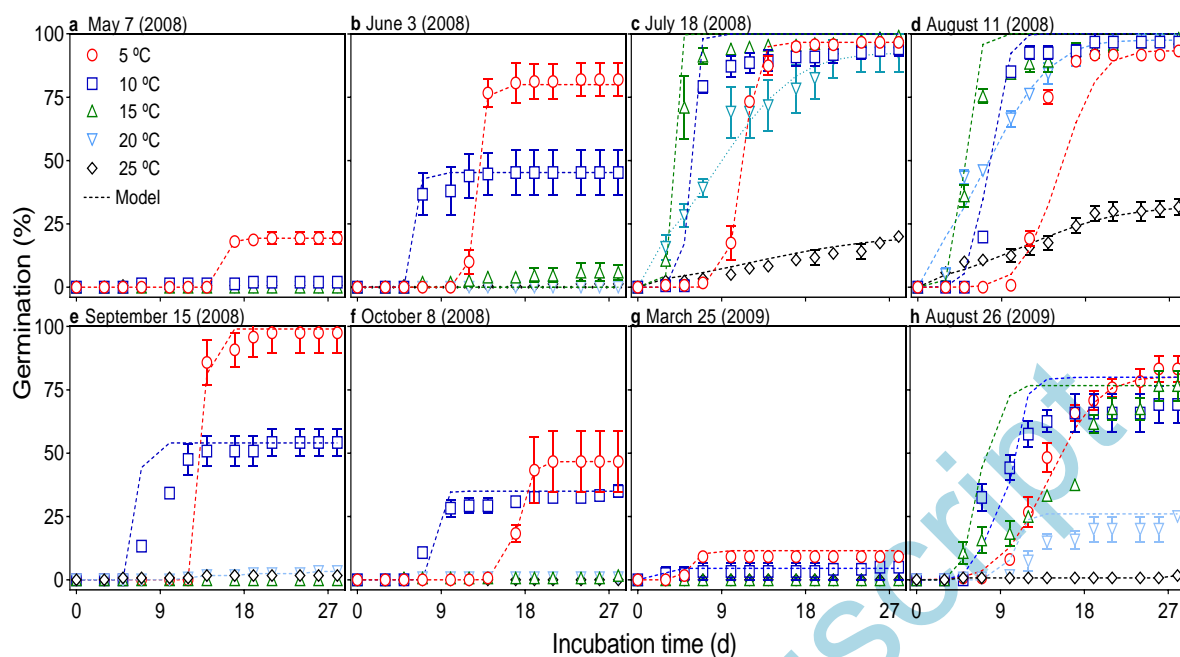 a May 7 (2008)
b June 3 (2008)
c July 18 (2008)
d August 11 (2008)
100
75
50
25
0
5 ºC
10 ºC
15 ºC
20 ºC
25 ºC
Model
Germination (%)
e September 15 (2008)
f October 8 (2008)
g March 25 (2009)
h August 26 (2009)
100
75
50
25
0
0 9 18 27
0 9 18 27
0 9 18 27
0 9 18 27
Incubation time (d)
script